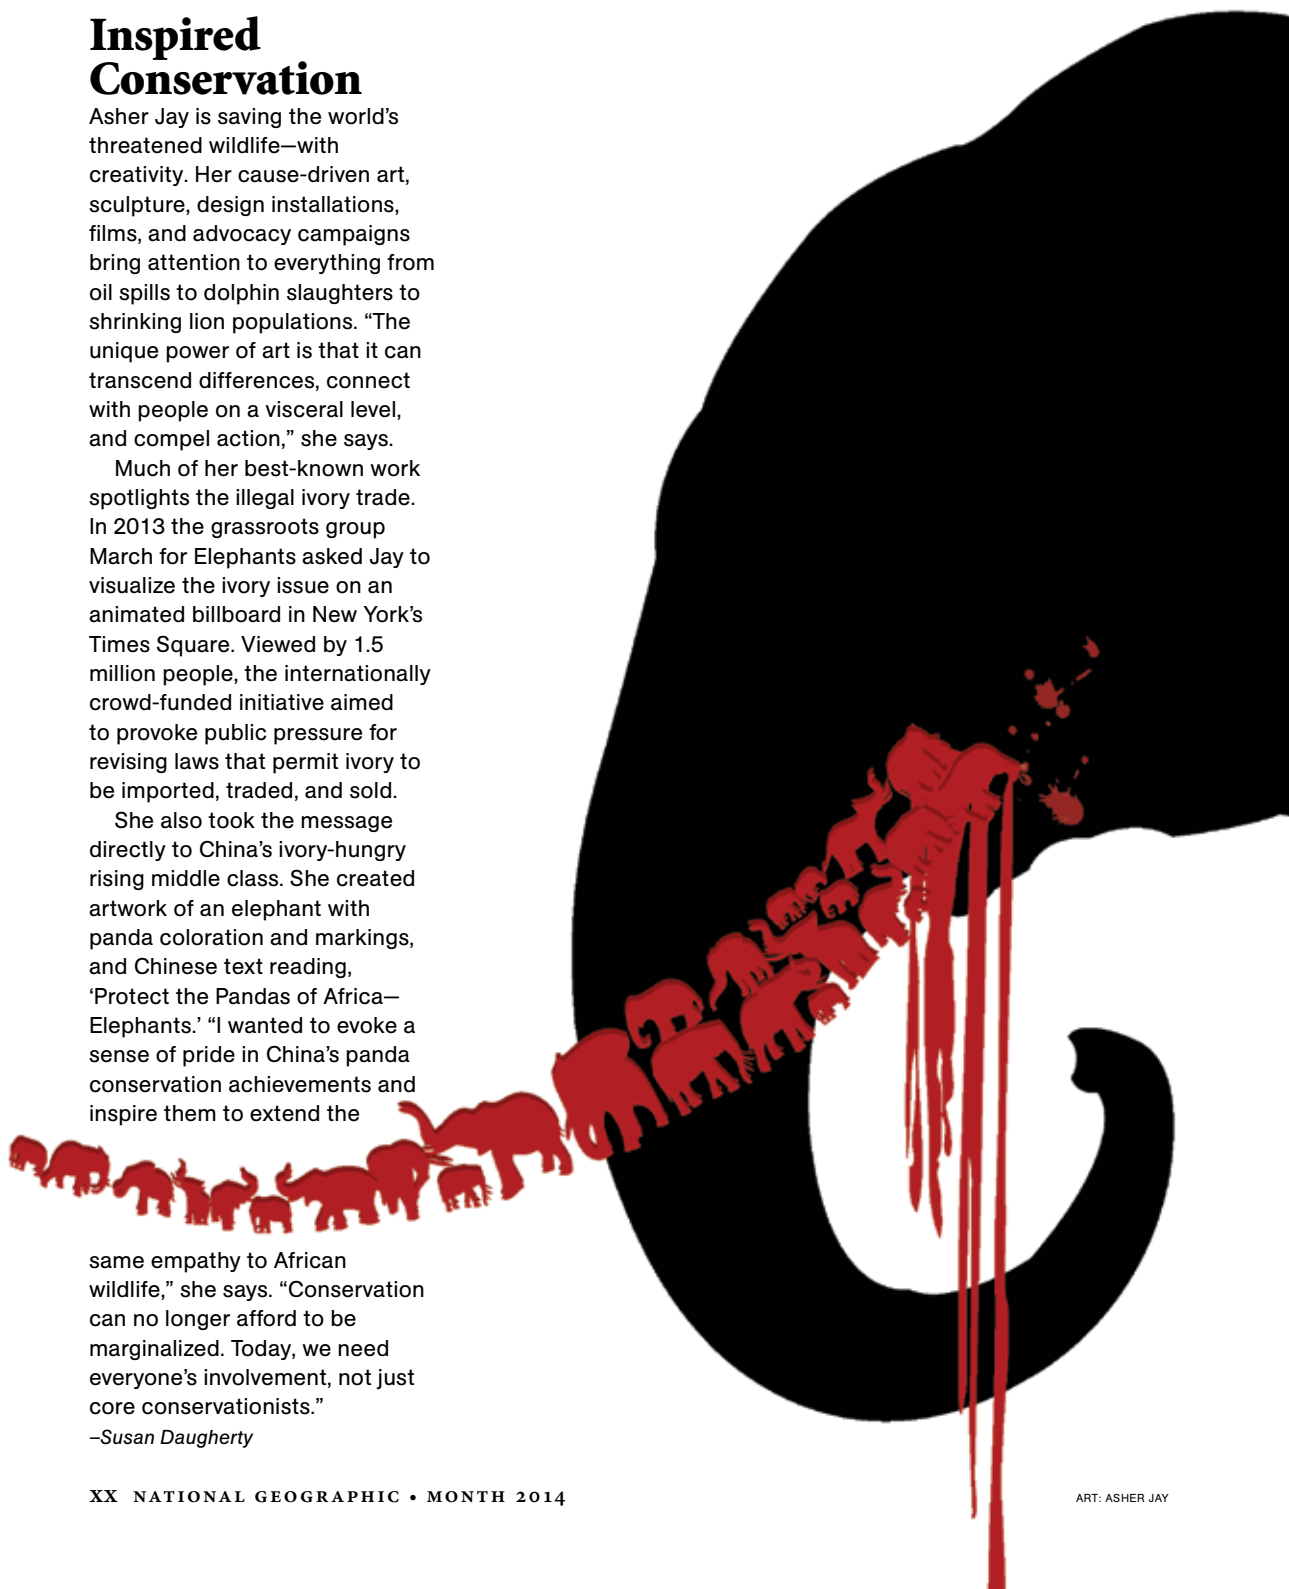 Inspired
Conservation
Asher Jay is saving the world’s
threatened wildlife—with
creativity. Her cause-driven art,
sculpture, design installations,
films, and advocacy campaigns
bring attention to everything from
oil spills to dolphin slaughters to
shrinking lion populations. “The
unique power of art is that it can
transcend differences, connect
with people on a visceral level,
and compel action,” she says.
Much of her best-known work
spotlights the illegal ivory trade.
In 2013 the grassroots group
March for Elephants asked Jay to
visualize the ivory issue on an
animated billboard in New York’s
Times Square. Viewed by 1.5
million people, the internationally
crowd-funded initiative aimed
to provoke public pressure for
revising laws that permit ivory to
be imported, traded, and sold.
She also took the message
directly to China’s ivory-hungry
rising middle class. She created
artwork of an elephant with
panda coloration and markings,
and Chinese text reading,
‘Protect the Pandas of Africa—
Elephants.’ “I wanted to evoke a
sense of pride in China’s panda
conservation achievements and
inspire them to extend the
same empathy to African
wildlife,” she says. “Conservation
can no longer afford to be
marginalized. Today, we need
everyone’s involvement, not just
core conservationists.”
–Susan Daugherty
XX NATIONAL GEOGRAPHIC • MONTH 2014
ART: ASHER JAY